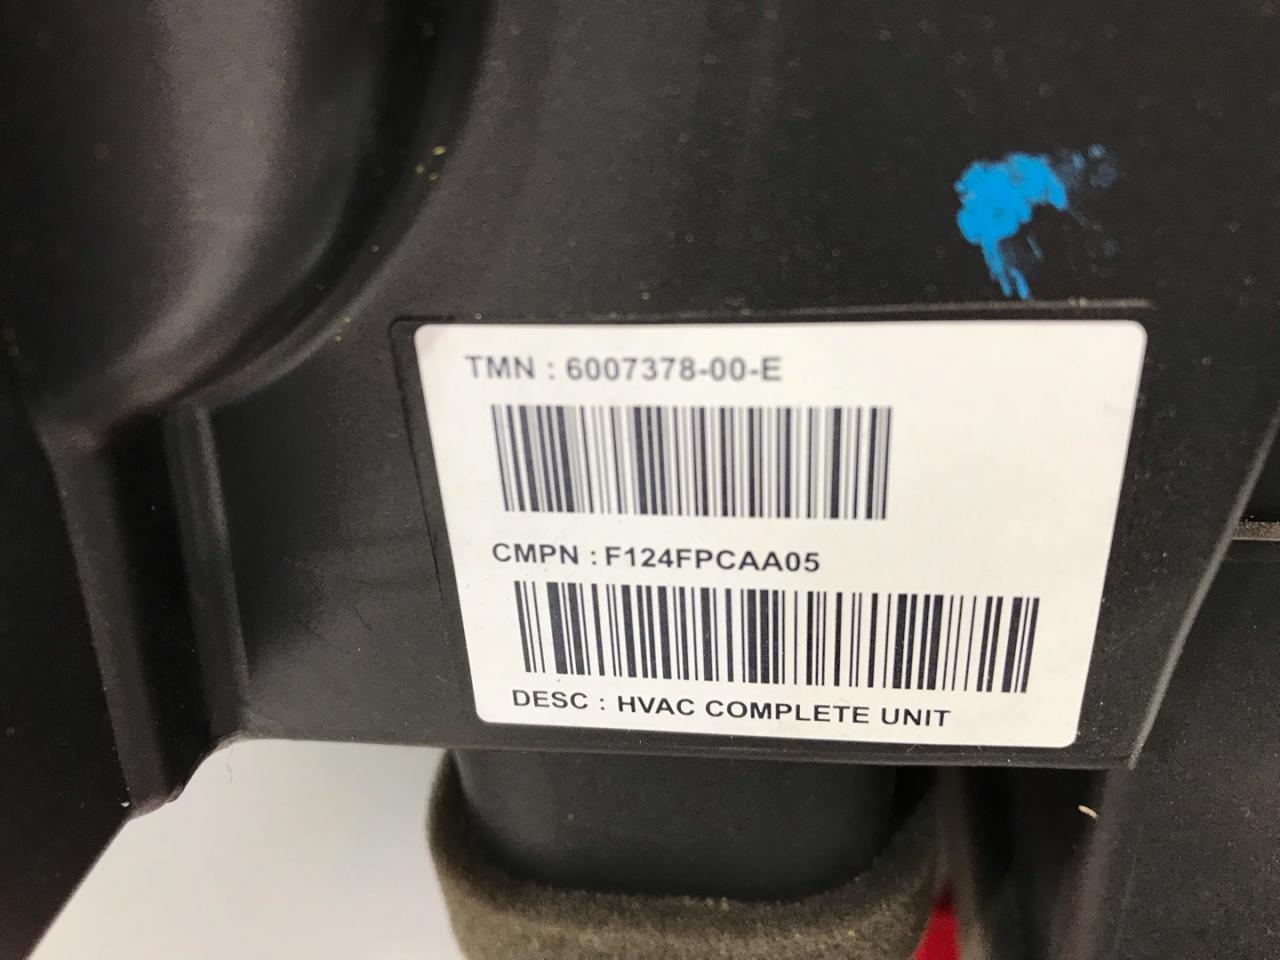 TMN : 6007378-00-E
CMPN : F124FPCAA05
DESC : HVAC COMPLETE UNIT